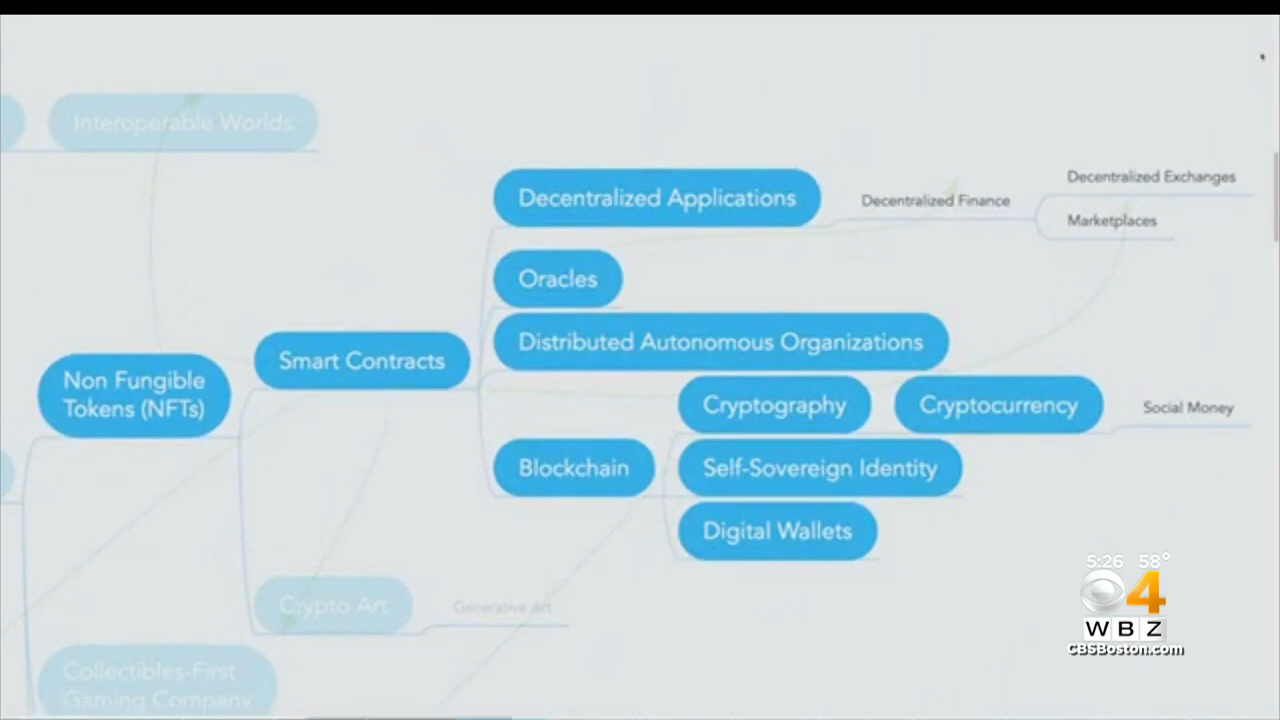 Interoperable Worlds
Decentralized Applications
Decentralized Finance
Decentralized Exchanges
Marketplaces
Oracles
Distributed Autonomous Organizations
Smart Contracts
Non Fungible
Tokens (NFTs)
Cryptography
Cryptocurrency
Social Money
Blockchain
Self-Sovereign Identity
Digital Wallets
Crypto Art
Generative Art
Collectibles-First
Gaming Company
5:26 58°
4
WBZ
CBSBoston.com